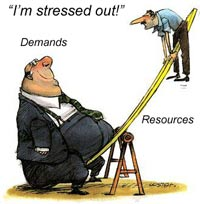 “I’m stressed out!”
Demands
Resources